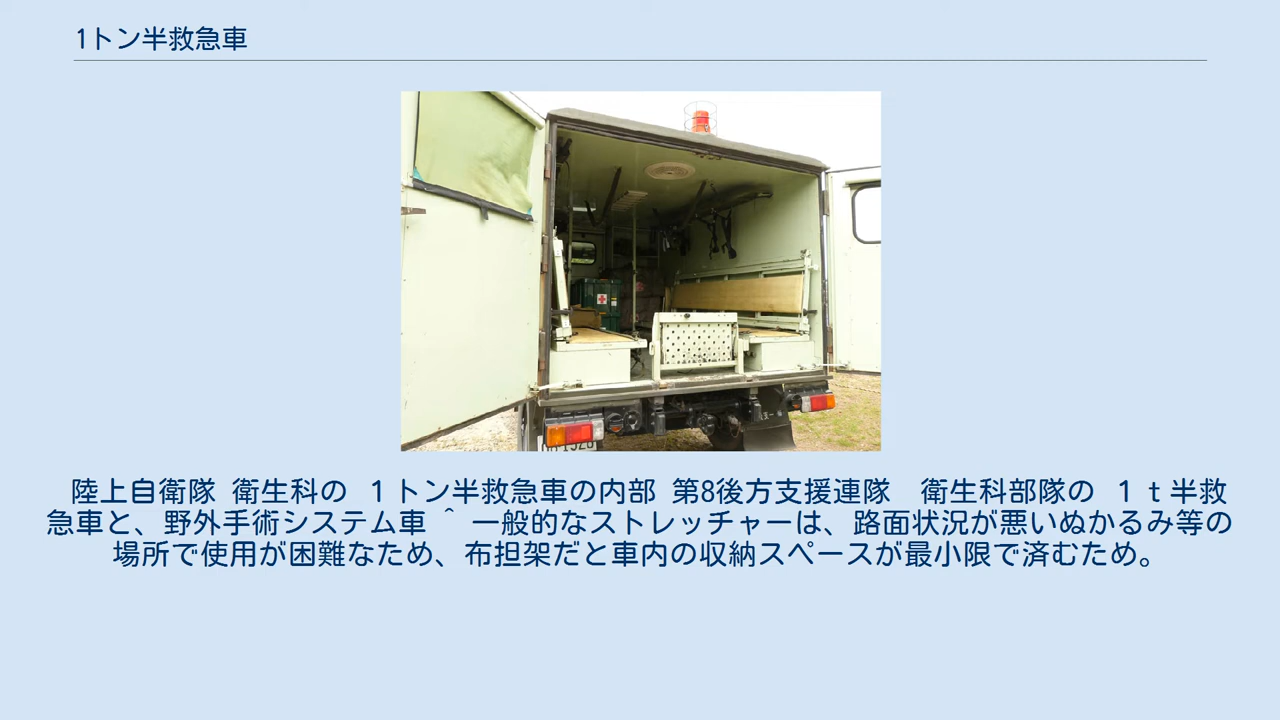 1トン半救急車
陸上自衛隊 衛生科の １トン半救急車の内部 第8後方支援連隊　衛生科部隊の １ｔ半救
急車と、野外手術システム車 ^ 一般的なストレッチャーは、路面状況が悪いぬかるみ等の
場所で使用が困難なため、布担架だと車内の収納スペースが最小限で済むため。